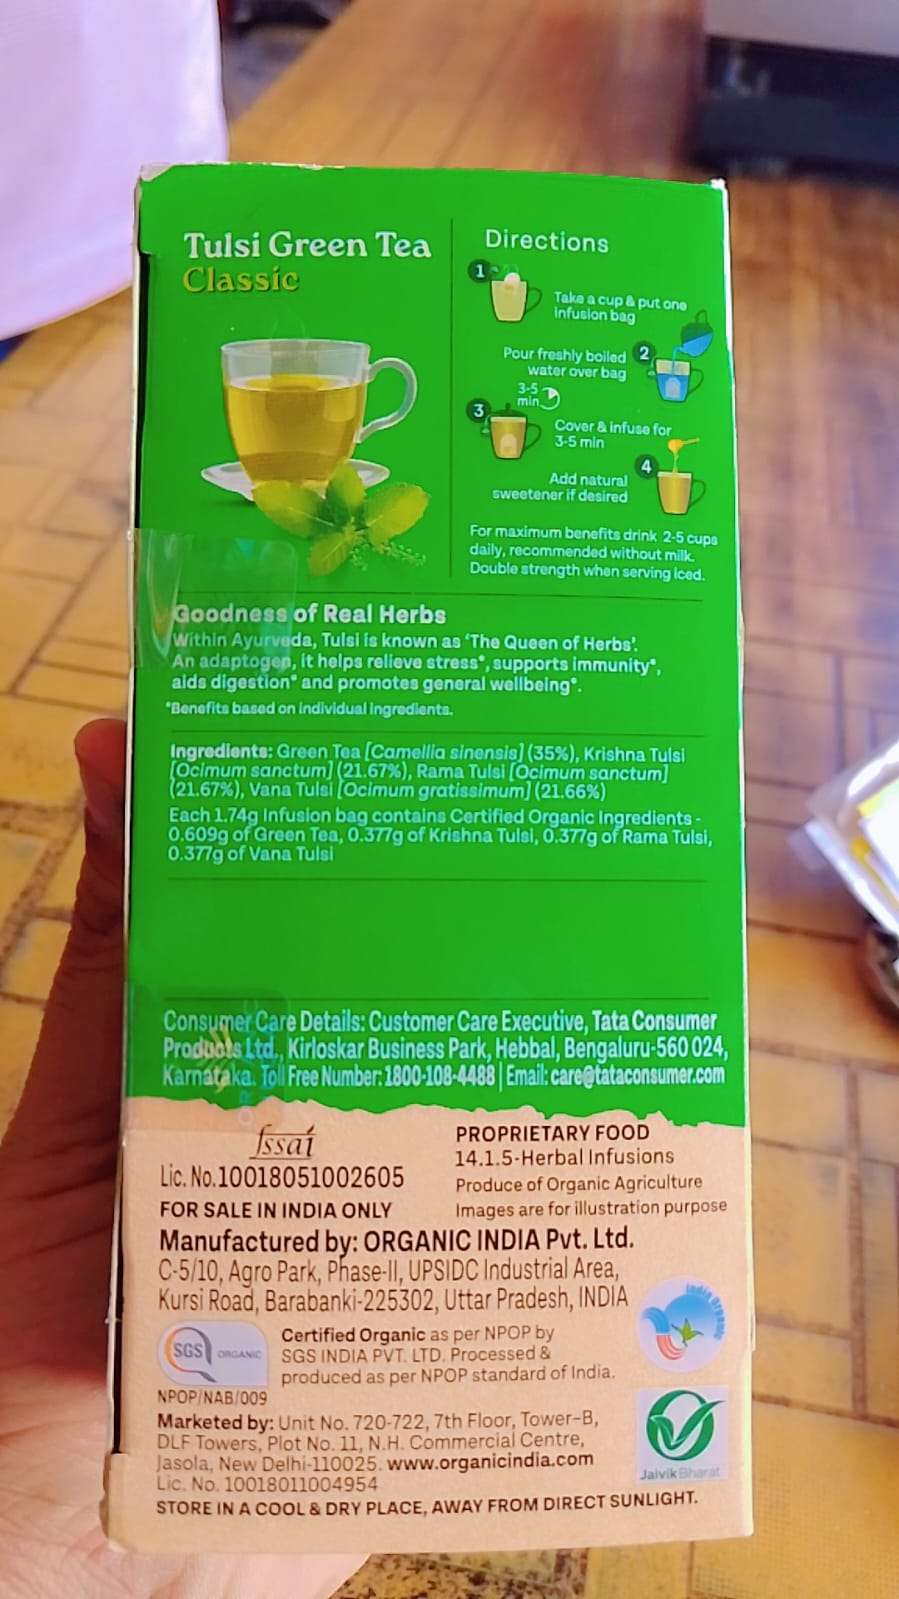 Tulsi Green Tea
Classic
Directions
1
Take a cup & put one
infusion bag
Pour freshly boiled
water over bag
2
3-5
min
3
Cover & infuse for
3-5 min
4
Add natural
sweetener if desired
For maximum benefits drink 2-5 cups
daily, recommended without milk.
Double strength when serving iced.
Goodness of Real Herbs
Within Ayurveda, Tulsi is known as ‘The Queen of Herbs’.
An adaptogen, it helps relieve stress*, supports immunity*,
aids digestion* and promotes general wellbeing*.
*Benefits based on individual ingredients.
Ingredients: Green Tea [Camellia sinensis] (35%), Krishna Tulsi
[Ocimum sanctum] (21.67%), Rama Tulsi [Ocimum sanctum]
(21.67%), Vana Tulsi [Ocimum gratissimum] (21.66%)
Each 1.74g Infusion bag contains Certified Organic Ingredients -
0.609g of Green Tea, 0.377g of Krishna Tulsi, 0.377g of Rama Tulsi,
0.377g of Vana Tulsi
Consumer Care Details: Customer Care Executive, Tata Consumer
Products Ltd., Kirloskar Business Park, Hebbal, Bengaluru-560 024,
Karnataka. Toll Free Number: 1800-108-4488 | Email: care@tataconsumer.com
fssai
Lic. No. 10018051002605
FOR SALE IN INDIA ONLY
PROPRIETARY FOOD
14.1.5-Herbal Infusions
Produce of Organic Agriculture
Images are for illustration purpose
Manufactured by: ORGANIC INDIA Pvt. Ltd.
C-5/10, Agro Park, Phase-II, UPSIDC Industrial Area,
Kursi Road, Barabanki-225302, Uttar Pradesh, INDIA
India Organic
SGS ORGANIC
NPOP/NAB/009
Certified Organic as per NPOP by
SGS INDIA PVT. LTD. Processed &
produced as per NPOP standard of India.
Marketed by: Unit No. 720-722, 7th Floor, Tower-B,
DLF Towers, Plot No. 11, N.H. Commercial Centre,
Jasola, New Delhi-110025. www.organicindia.com
Lic. No. 10018011004954
Jaivik Bharat
STORE IN A COOL & DRY PLACE, AWAY FROM DIRECT SUNLIGHT.